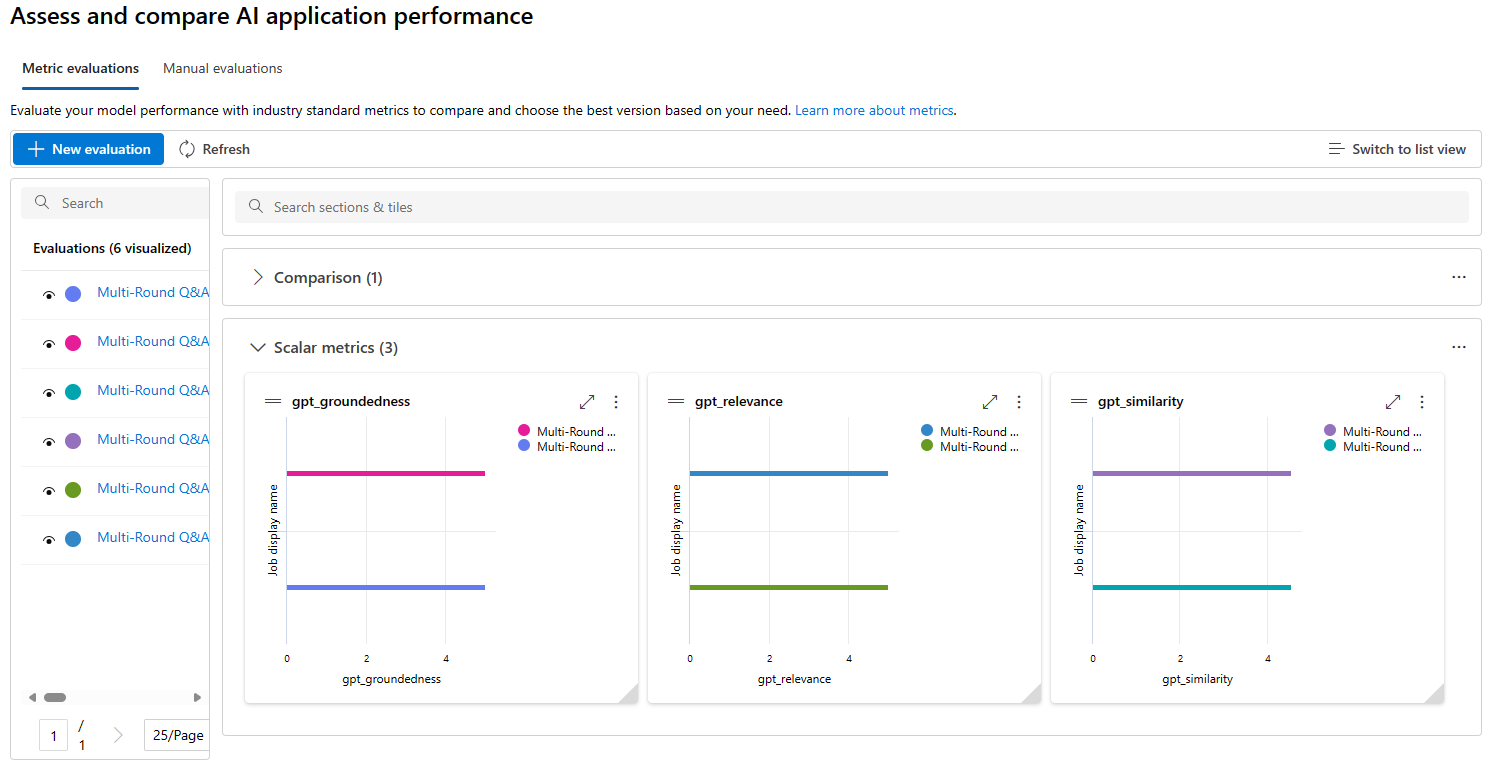 Assess and compare AI application performance
Metric evaluations
Manual evaluations
Evaluate your model performance with industry standard metrics to compare and choose the best version based on your need. Learn more about metrics.
New evaluation
Refresh
Switch to list view
Search
Evaluations (6 visualized)
Multi-Round Q&A
Multi-Round Q&A
Multi-Round Q&A
Multi-Round Q&A
Multi-Round Q&A
Multi-Round Q&A
1
/
1
25/Page
Search sections & tiles
Comparison (1)
Scalar metrics (3)
gpt_groundedness
Multi-Round ...
Multi-Round ...
Job display name
0 2 4
gpt_groundedness
gpt_relevance
Multi-Round ...
Multi-Round ...
Job display name
0 2 4
gpt_relevance
gpt_similarity
Multi-Round ...
Multi-Round ...
Job display name
0 2 4
gpt_similarity